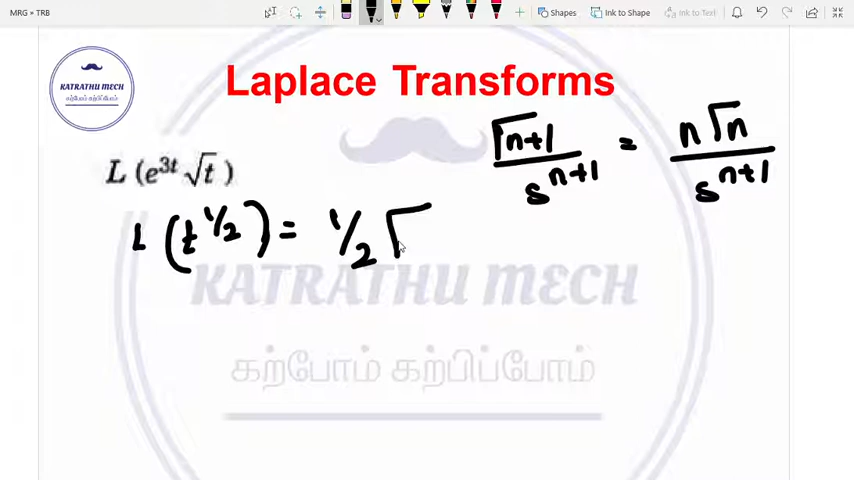 MRG » TRB
Shapes
Ink to Shape
Ink to Text
KATRATHU MECH
கற்போம் கற்பிப்போம்
Laplace Transforms
Γn+1 / s^(n+1) = nΓn / s^(n+1)
L (e^{3t} √t )
L (t^{1/2}) = 1/2 Γ
KATRATHU MECH
கற்போம் கற்பிப்போம்